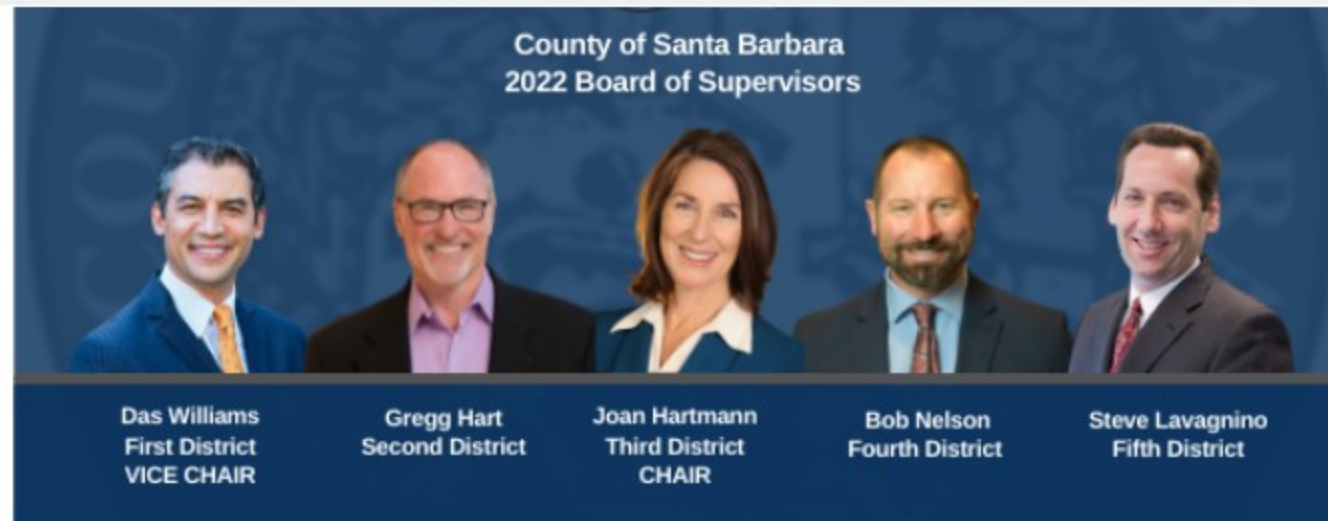 County of Santa Barbara
2022 Board of Supervisors
Das Williams
First District
VICE CHAIR
Gregg Hart
Second District
Joan Hartmann
Third District
CHAIR
Bob Nelson
Fourth District
Steve Lavagnino
Fifth District